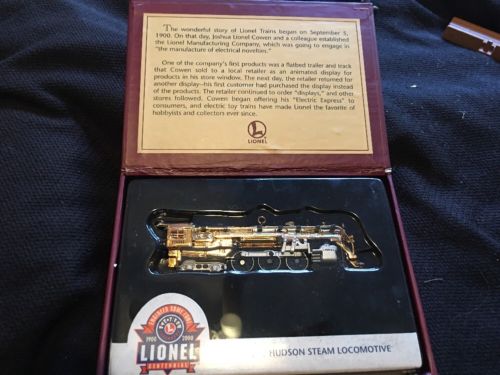 The wonderful story of Lionel Trains began on September 5,
1900. On that day, Joshua Lionel Cowen and a colleague established
the Lionel Manufacturing Company, which was going to engage in
"the manufacture of electrical novelties."
One of the company's first products was a flatbed trailer and track
that Cowen sold to a local retailer as an animated display for
products in his store window. The next day, the retailer returned for
another display—his first customer had purchased the display instead
of the products. The retailer continued to order "displays," and other
stores followed. Cowen began offering his "Electric Express" to
consumers, and electric toy trains have made Lionel the favorite of
hobbyists and collectors ever since.
L
LIONEL
L
1900 2000
LIONEL
CENTENNIAL
HUDSON STEAM LOCOMOTIVE